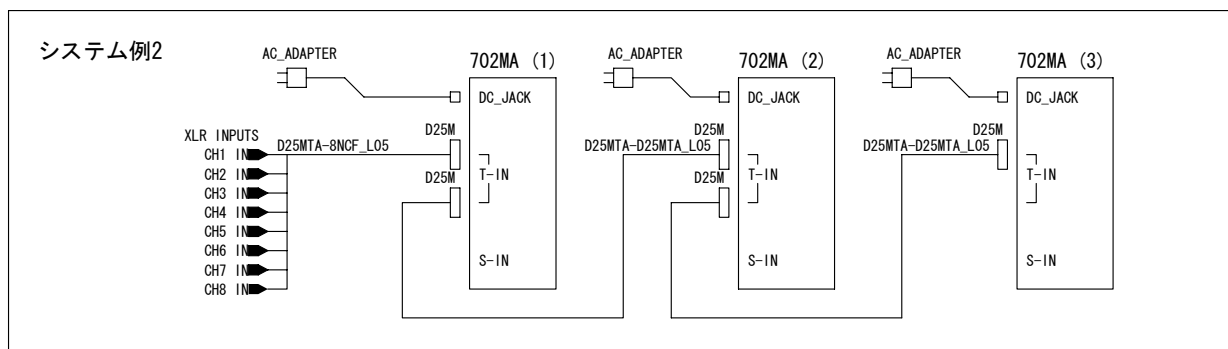 システム例2
AC_ADAPTER
702MA (1)
DC_JACK
D25M
XLR INPUTS
D25MTA-8NCF_L05
CH1 IN
CH2 IN
CH3 IN
CH4 IN
CH5 IN
CH6 IN
CH7 IN
CH8 IN
T-IN
D25M
S-IN
AC_ADAPTER
702MA (2)
DC_JACK
D25M
D25MTA-D25MTA_L05
T-IN
D25M
S-IN
AC_ADAPTER
702MA (3)
DC_JACK
D25M
D25MTA-D25MTA_L05
T-IN
S-IN